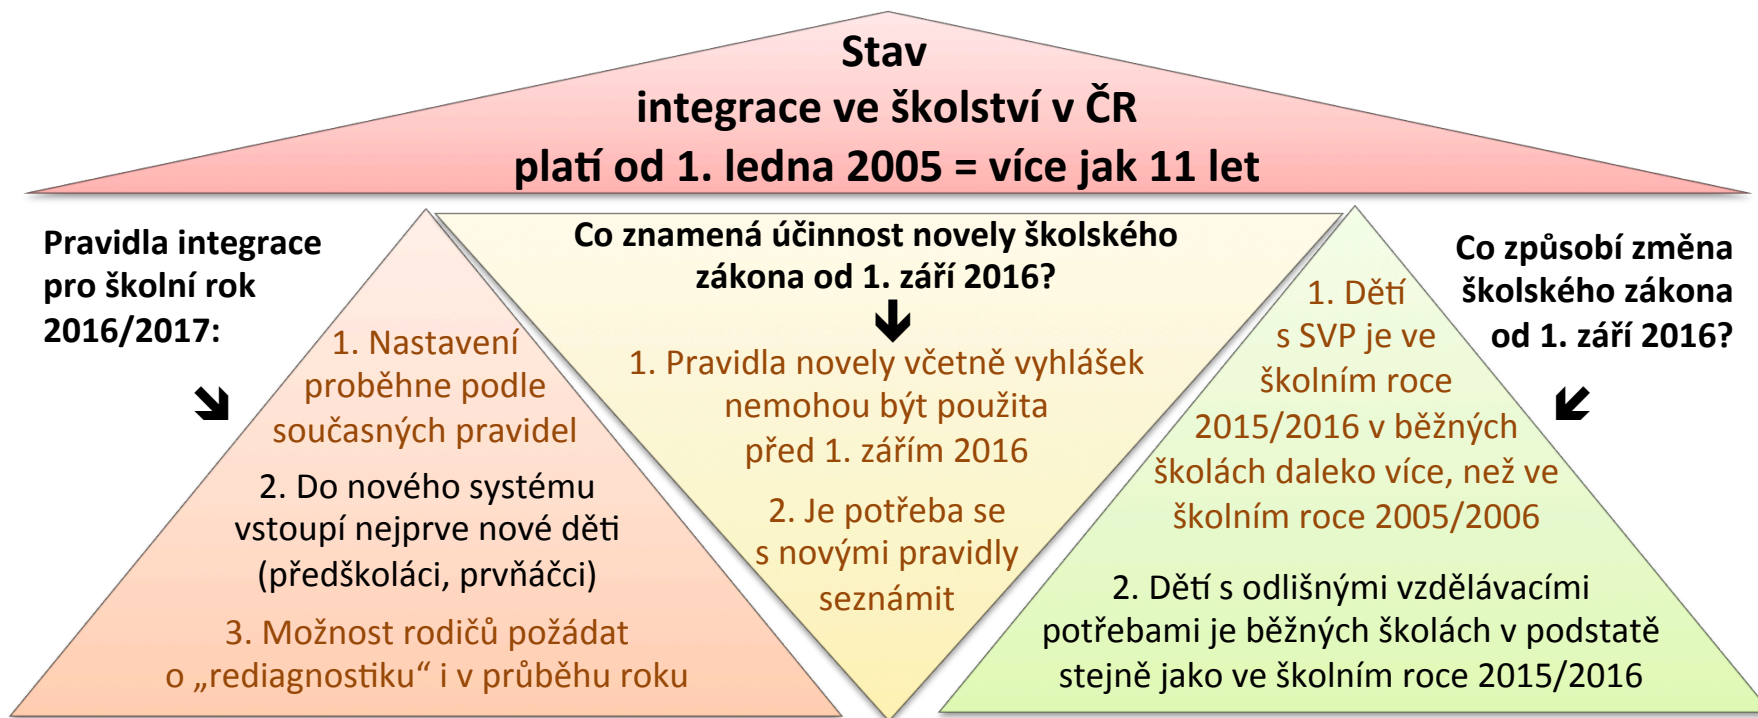 Stav
integrace ve školství v ČR
platí od 1. ledna 2005 = více jak 11 let
Pravidla integrace
pro školní rok
2016/2017:
1. Nastavení
proběhne podle
současných pravidel
2. Do nového systému
vstoupí nejprve nové děti
(předškoláci, prvňáčci)
3. Možnost rodičů požádat
o „rediagnostiku“ i v průběhu roku
Co znamená účinnost novely školského
zákona od 1. září 2016?
1. Pravidla novely včetně vyhlášek
nemohou být použita
před 1. zářím 2016
2. Je potřeba se
s novými pravidly
seznámit
Co způsobí změna
školského zákona
od 1. září 2016?
1. Dětí
s SVP je ve
školním roce
2015/2016 v běžných
školách daleko více, než ve
školním roce 2005/2006
2. Dětí s odlišnými vzdělávacími
potřebami je běžných školách v podstatě
stejně jako ve školním roce 2015/2016